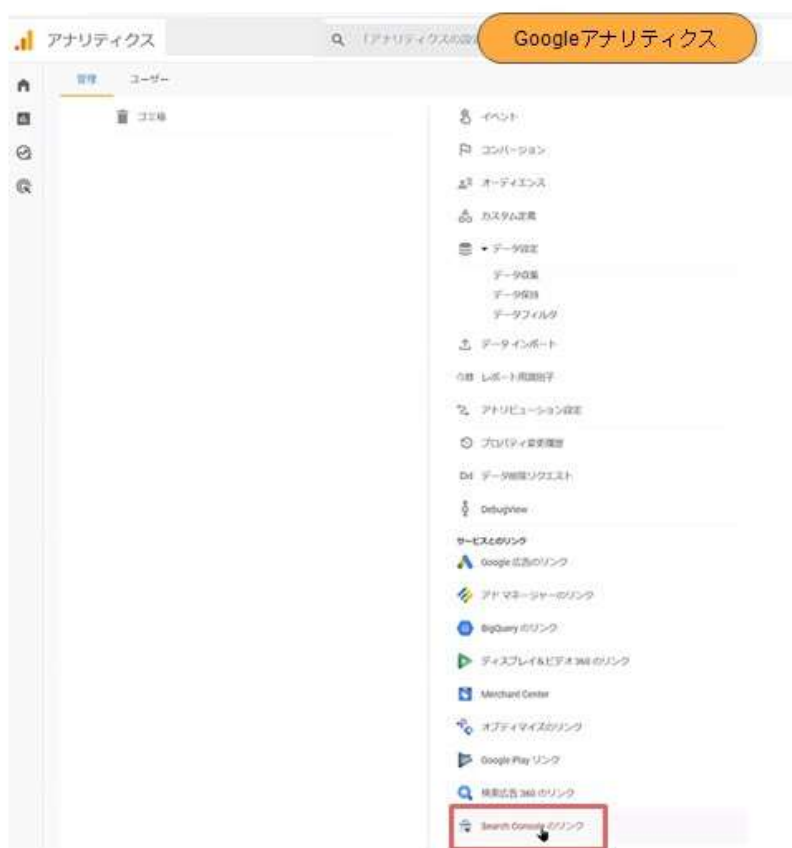 アナリティクス
「アナリティクスの設
Googleアナリティクス
管理
ユーザー
ゴミ箱
イベント
コンバージョン
オーディエンス
カスタム定義
データ設定
データ収集
データ保持
データフィルタ
データ インポート
レポート用識別子
アトリビューション設定
プロパティ変更履歴
Dd データ削除リクエスト
DebugView
サービスとのリンク
Google 広告のリンク
アド マネージャーのリンク
BigQuery のリンク
ディスプレイ&ビデオ 360 のリンク
Merchant Center
オプティマイズのリンク
Google Play リンク
検索広告 360 のリンク
Search Console のリンク